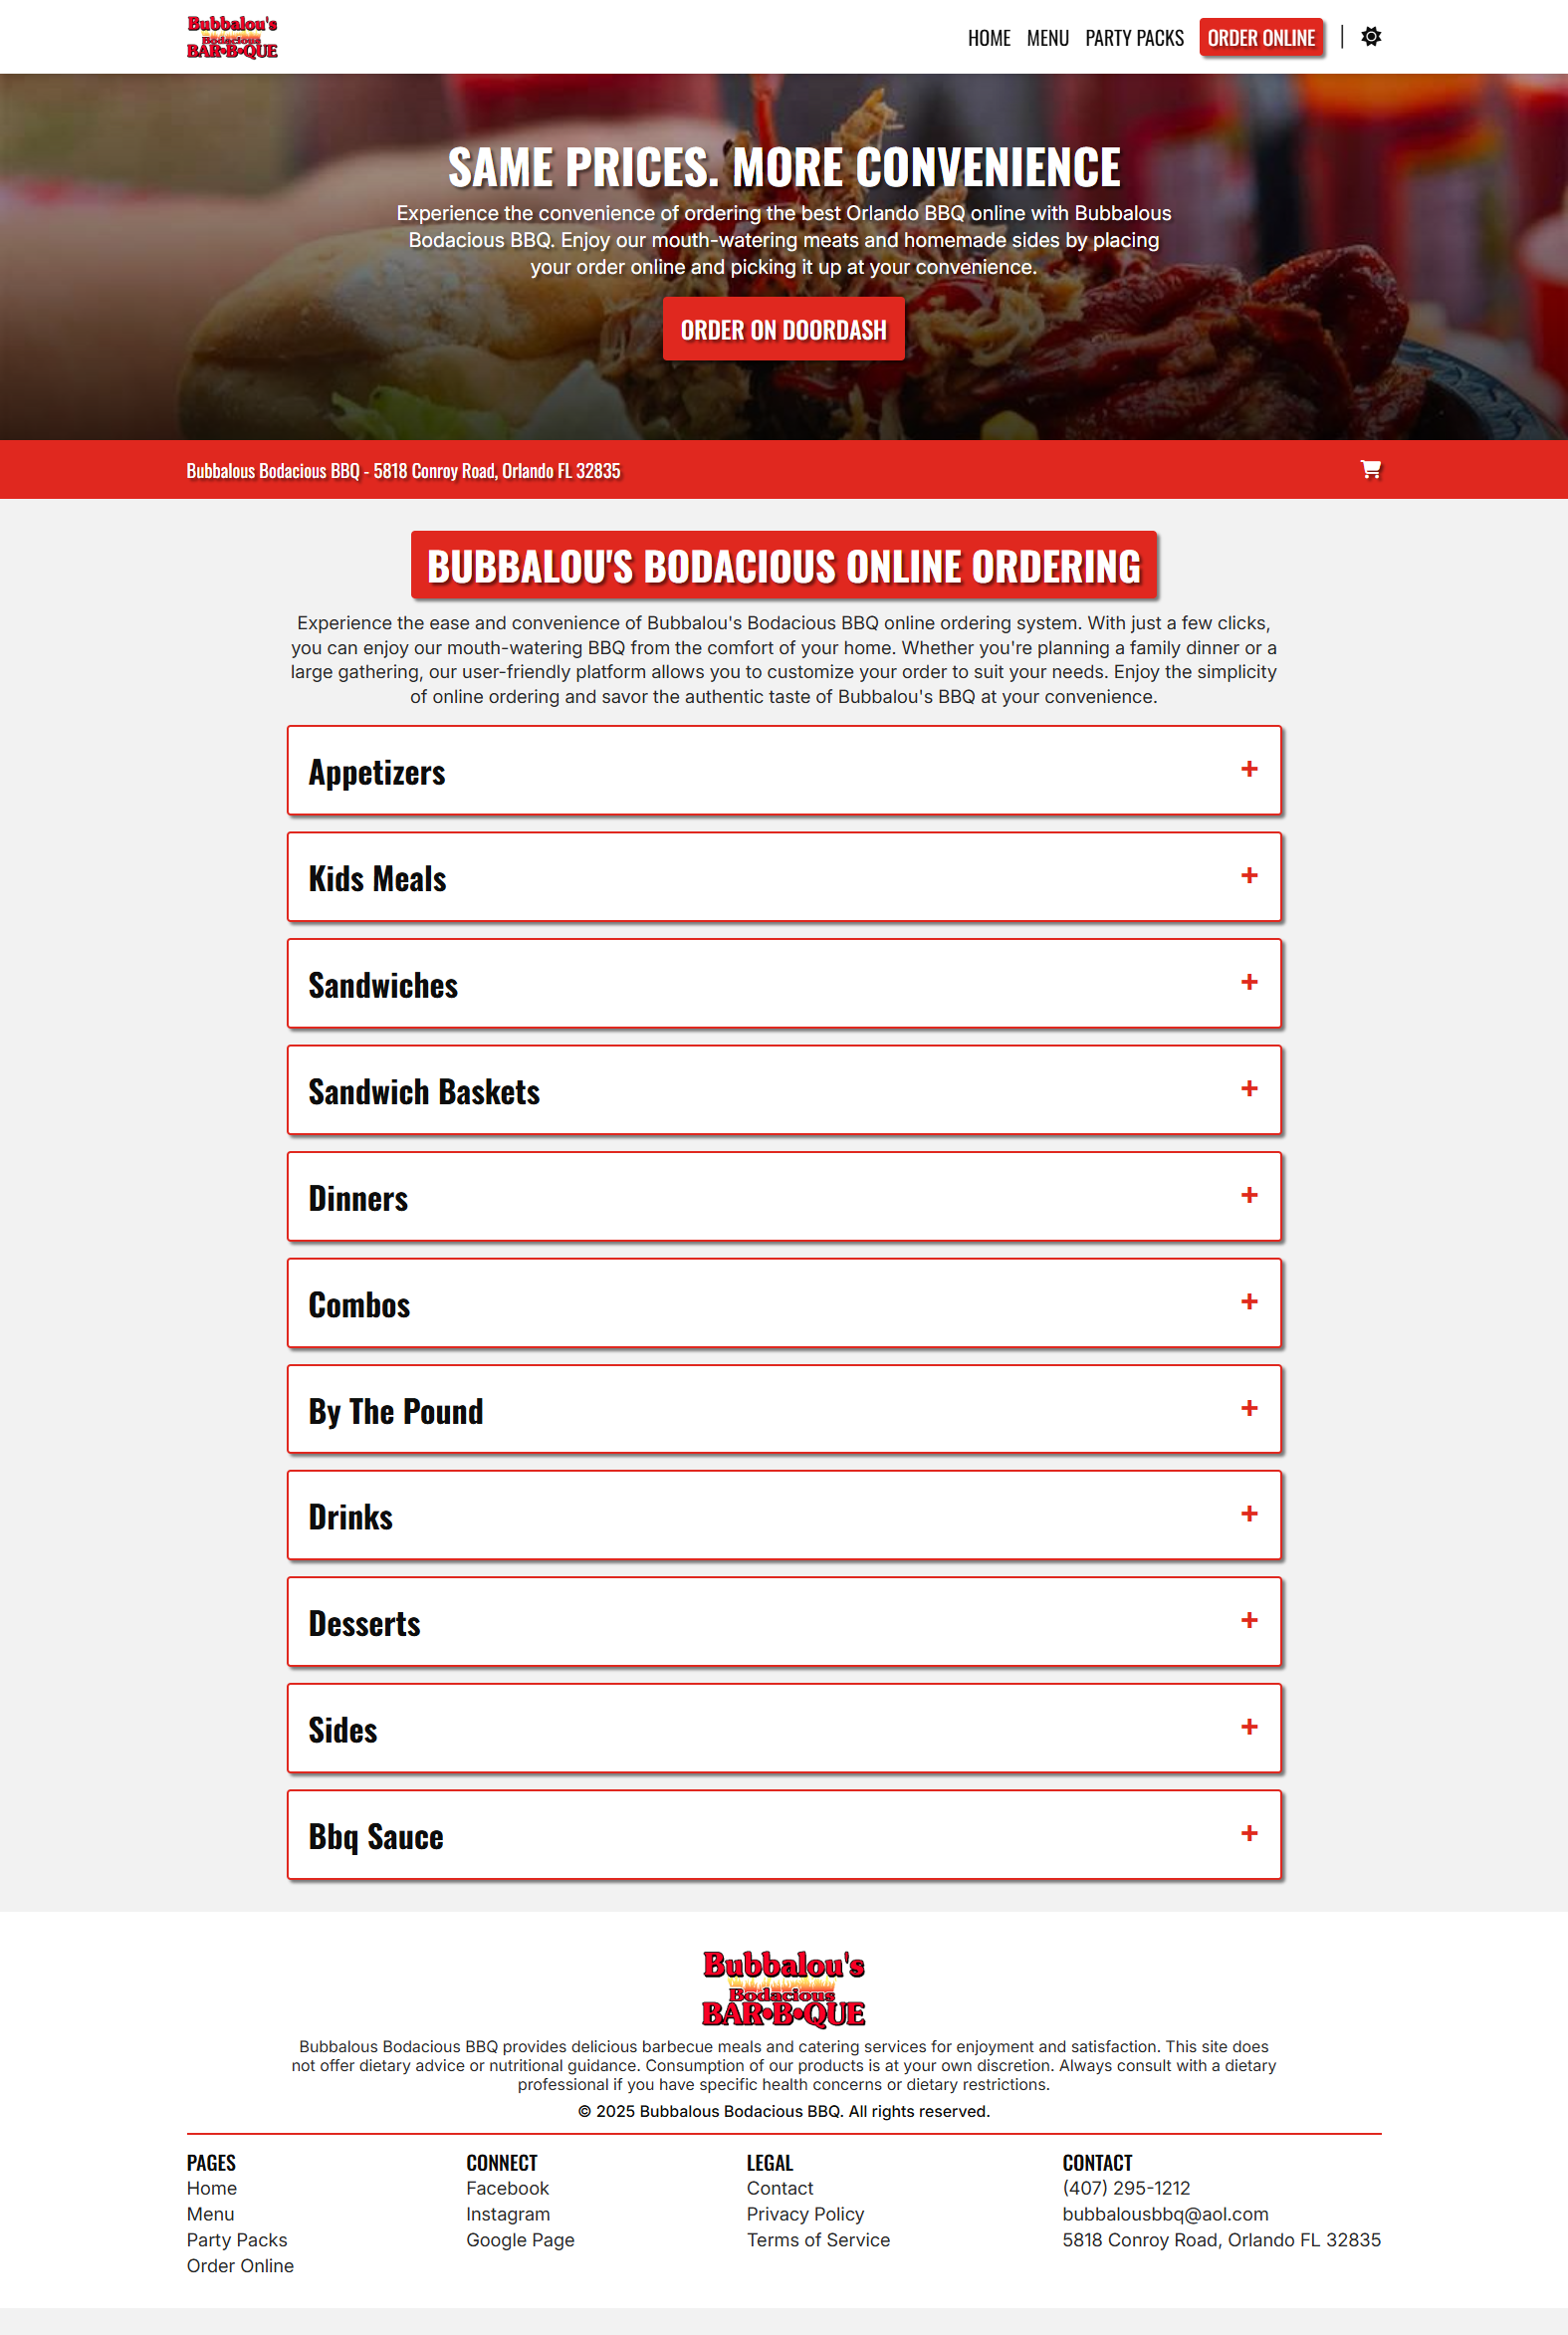 Bubbalou's
Bodacious
BAR•B•QUE
HOME MENU PARTY PACKS ORDER ONLINE
SAME PRICES. MORE CONVENIENCE
Experience the convenience of ordering the best Orlando BBQ online with Bubbalous
Bodacious BBQ. Enjoy our mouth-watering meats and homemade sides by placing
your order online and picking it up at your convenience.
ORDER ON DOORDASH
Bubbalous Bodacious BBQ - 5818 Conroy Road, Orlando FL 32835
BUBBALOU'S BODACIOUS ONLINE ORDERING
Experience the ease and convenience of Bubbalou's Bodacious BBQ online ordering system. With just a few clicks,
you can enjoy our mouth-watering BBQ from the comfort of your home. Whether you're planning a family dinner or a
large gathering, our user-friendly platform allows you to customize your order to suit your needs. Enjoy the simplicity
of online ordering and savor the authentic taste of Bubbalou's BBQ at your convenience.
Appetizers +
Kids Meals +
Sandwiches +
Sandwich Baskets +
Dinners +
Combos +
By The Pound +
Drinks +
Desserts +
Sides +
Bbq Sauce +
Bubbalou's
Bodacious
BAR•B•QUE
Bubbalous Bodacious BBQ provides delicious barbecue meals and catering services for enjoyment and satisfaction. This site does
not offer dietary advice or nutritional guidance. Consumption of our products is at your own discretion. Always consult with a dietary
professional if you have specific health concerns or dietary restrictions.
© 2025 Bubbalous Bodacious BBQ. All rights reserved.
PAGES
Home
Menu
Party Packs
Order Online
CONNECT
Facebook
Instagram
Google Page
LEGAL
Contact
Privacy Policy
Terms of Service
CONTACT
(407) 295-1212
bubbalousbbq@aol.com
5818 Conroy Road, Orlando FL 32835